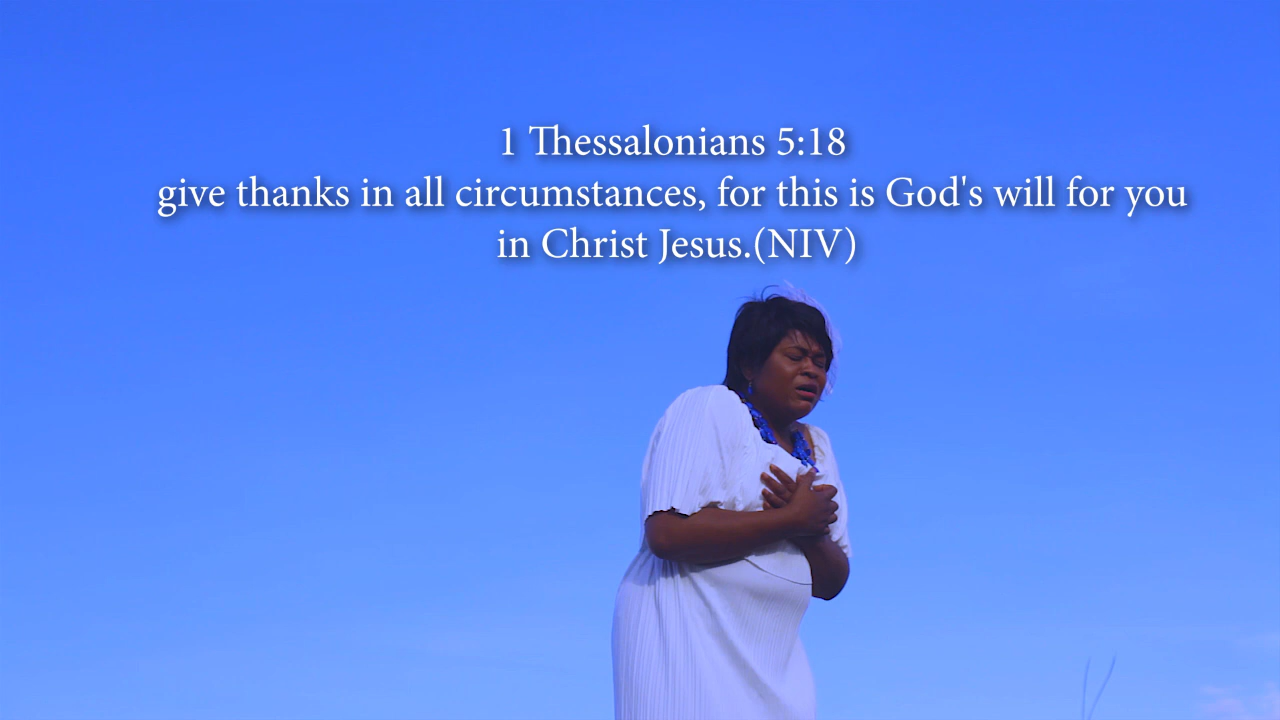 1 Thessalonians 5:18
give thanks in all circumstances, for this is God's will for you
in Christ Jesus.(NIV)